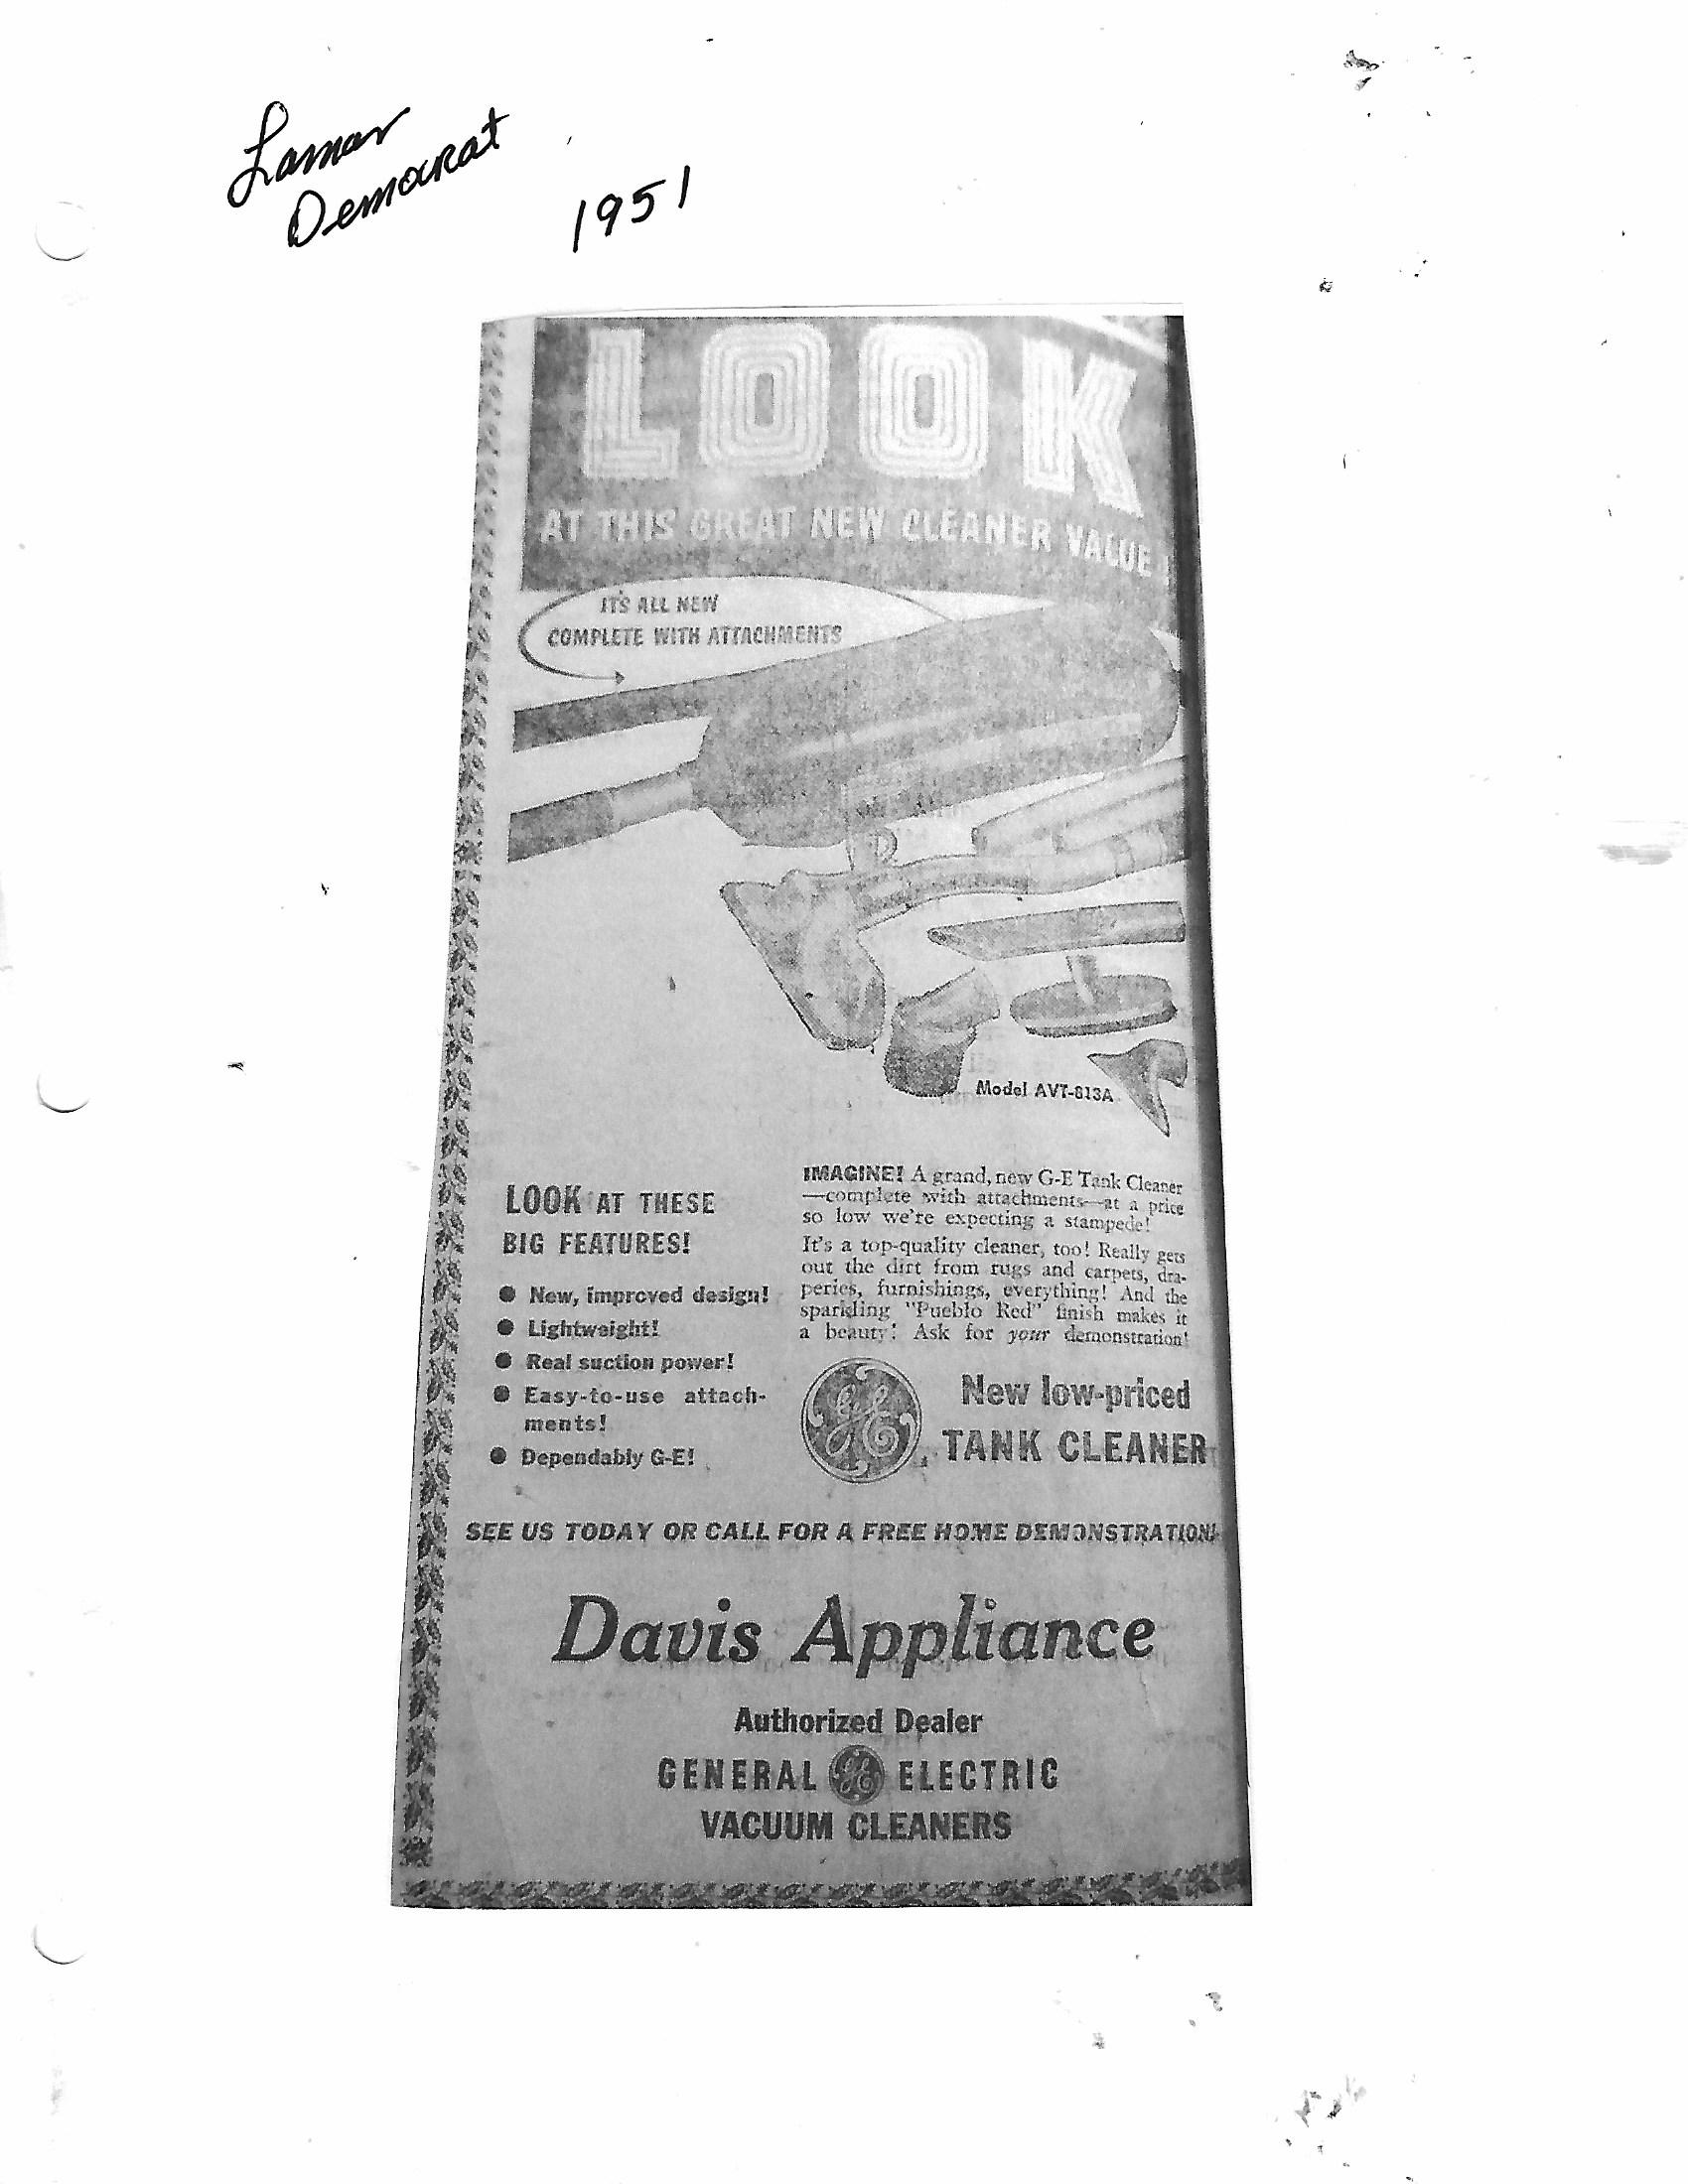 Lamar
Democrat
1951
LOOK
AT THIS GREAT NEW CLEANER VALUE!
IT'S ALL NEW
COMPLETE WITH ATTACHMENTS
Model AVT-813A
LOOK AT THESE
BIG FEATURES!
● New, improved design!
● Lightweight!
● Real suction power!
● Easy-to-use attach-
ments!
● Dependably G-E!
IMAGINE! A grand, new G-E Tank Cleaner
—complete with attachments—at a price
so low we're expecting a stampede!
It's a top-quality cleaner, too! Really gets
out the dirt from rugs and carpets, dra-
peries, furnishings, everything! And the
sparkling "Pueblo Red" finish makes it
a beauty! Ask for your demonstration!
GE
New low-priced
TANK CLEANER
SEE US TODAY OR CALL FOR A FREE HOME DEMONSTRATION!
Davis Appliance
Authorized Dealer
GENERAL GE ELECTRIC
VACUUM CLEANERS